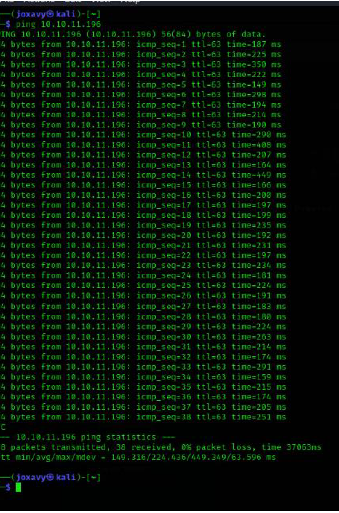 ──(joxavy㉿kali)-[~]
─$ ping 10.10.11.196
ING 10.10.11.196 (10.10.11.196) 56(84) bytes of data.
4 bytes from 10.10.11.196: icmp_seq=1 ttl=63 time=187 ms
4 bytes from 10.10.11.196: icmp_seq=2 ttl=63 time=225 ms
4 bytes from 10.10.11.196: icmp_seq=3 ttl=63 time=350 ms
4 bytes from 10.10.11.196: icmp_seq=4 ttl=63 time=222 ms
4 bytes from 10.10.11.196: icmp_seq=5 ttl=63 time=149 ms
4 bytes from 10.10.11.196: icmp_seq=6 ttl=63 time=298 ms
4 bytes from 10.10.11.196: icmp_seq=7 ttl=63 time=194 ms
4 bytes from 10.10.11.196: icmp_seq=8 ttl=63 time=214 ms
4 bytes from 10.10.11.196: icmp_seq=9 ttl=63 time=190 ms
4 bytes from 10.10.11.196: icmp_seq=10 ttl=63 time=290 ms
4 bytes from 10.10.11.196: icmp_seq=11 ttl=63 time=408 ms
4 bytes from 10.10.11.196: icmp_seq=12 ttl=63 time=207 ms
4 bytes from 10.10.11.196: icmp_seq=13 ttl=63 time=164 ms
4 bytes from 10.10.11.196: icmp_seq=14 ttl=63 time=449 ms
4 bytes from 10.10.11.196: icmp_seq=15 ttl=63 time=166 ms
4 bytes from 10.10.11.196: icmp_seq=16 ttl=63 time=200 ms
4 bytes from 10.10.11.196: icmp_seq=17 ttl=63 time=197 ms
4 bytes from 10.10.11.196: icmp_seq=18 ttl=63 time=199 ms
4 bytes from 10.10.11.196: icmp_seq=19 ttl=63 time=235 ms
4 bytes from 10.10.11.196: icmp_seq=20 ttl=63 time=192 ms
4 bytes from 10.10.11.196: icmp_seq=21 ttl=63 time=231 ms
4 bytes from 10.10.11.196: icmp_seq=22 ttl=63 time=197 ms
4 bytes from 10.10.11.196: icmp_seq=23 ttl=63 time=234 ms
4 bytes from 10.10.11.196: icmp_seq=24 ttl=63 time=181 ms
4 bytes from 10.10.11.196: icmp_seq=25 ttl=63 time=224 ms
4 bytes from 10.10.11.196: icmp_seq=26 ttl=63 time=191 ms
4 bytes from 10.10.11.196: icmp_seq=27 ttl=63 time=183 ms
4 bytes from 10.10.11.196: icmp_seq=28 ttl=63 time=180 ms
4 bytes from 10.10.11.196: icmp_seq=29 ttl=63 time=224 ms
4 bytes from 10.10.11.196: icmp_seq=30 ttl=63 time=263 ms
4 bytes from 10.10.11.196: icmp_seq=31 ttl=63 time=214 ms
4 bytes from 10.10.11.196: icmp_seq=32 ttl=63 time=174 ms
4 bytes from 10.10.11.196: icmp_seq=33 ttl=63 time=291 ms
4 bytes from 10.10.11.196: icmp_seq=34 ttl=63 time=159 ms
4 bytes from 10.10.11.196: icmp_seq=35 ttl=63 time=215 ms
4 bytes from 10.10.11.196: icmp_seq=36 ttl=63 time=174 ms
4 bytes from 10.10.11.196: icmp_seq=37 ttl=63 time=205 ms
4 bytes from 10.10.11.196: icmp_seq=38 ttl=63 time=251 ms
C
-- 10.10.11.196 ping statistics ---
8 packets transmitted, 38 received, 0% packet loss, time 37063ms
tt min/avg/max/mdev = 149.316/224.436/449.349/63.596 ms
──(joxavy㉿kali)-[~]
─$